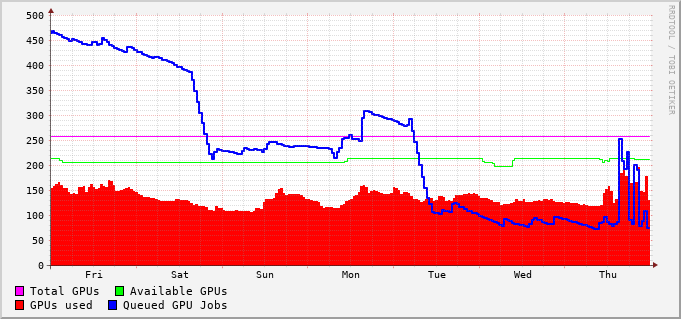 500
450
400
350
300
250
200
150
100
50
0
Fri Sat Sun Mon Tue Wed Thu
Total GPUs Available GPUs
GPUs used Queued GPU Jobs
RRDTOOL / TOBI OETIKER